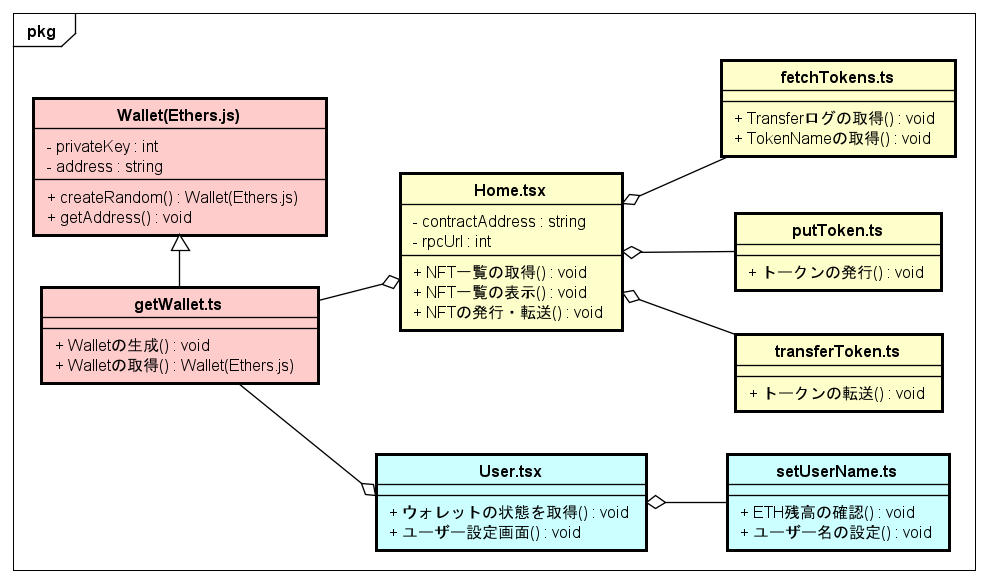 pkg
Wallet(Ethers.js)
- privateKey : int
- address : string
+ createRandom() : Wallet(Ethers.js)
+ getAddress() : void
getWallet.ts
+ Walletの生成() : void
+ Walletの取得() : Wallet(Ethers.js)
Home.tsx
- contractAddress : string
- rpcUrl : int
+ NFT一覧の取得() : void
+ NFT一覧の表示() : void
+ NFTの発行・転送() : void
fetchTokens.ts
+ Transferログの取得() : void
+ TokenNameの取得() : void
putToken.ts
+ トークンの発行() : void
transferToken.ts
+ トークンの転送() : void
User.tsx
+ ウォレットの状態を取得() : void
+ ユーザー設定画面() : void
setUserName.ts
+ ETH残高の確認() : void
+ ユーザー名の設定() : void